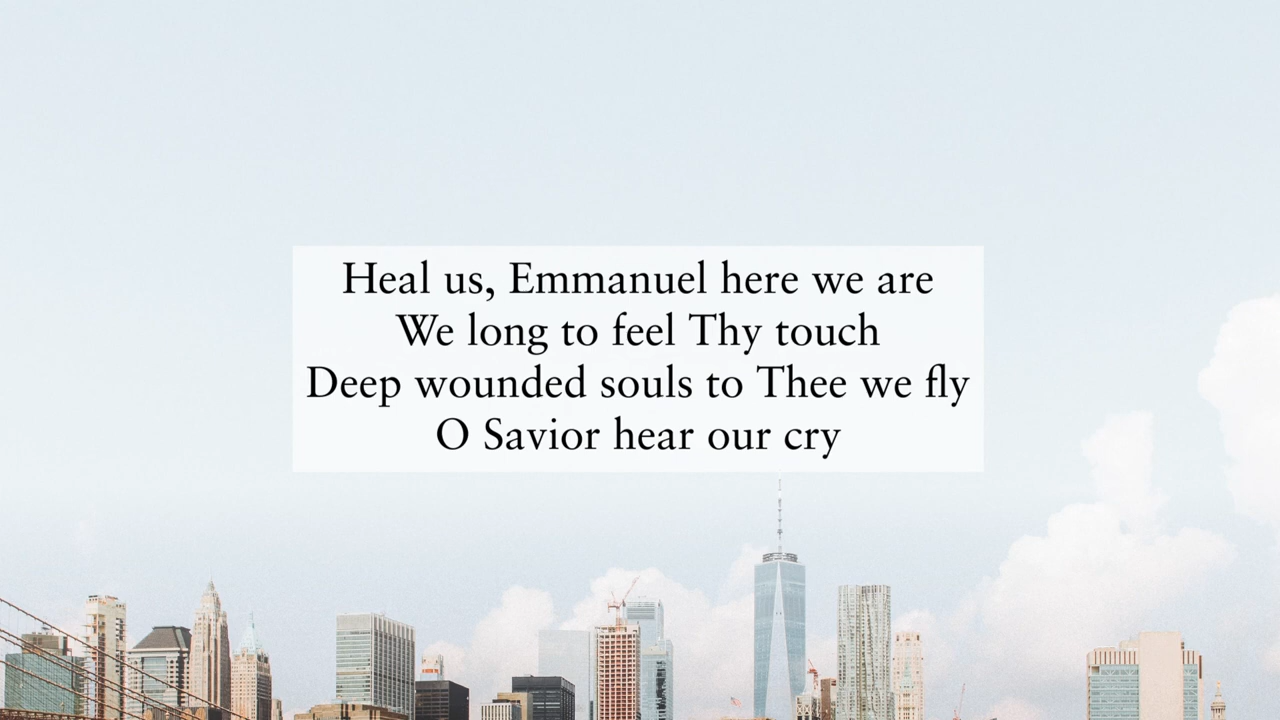 Heal us, Emmanuel here we are
We long to feel Thy touch
Deep wounded souls to Thee we fly
O Savior hear our cry